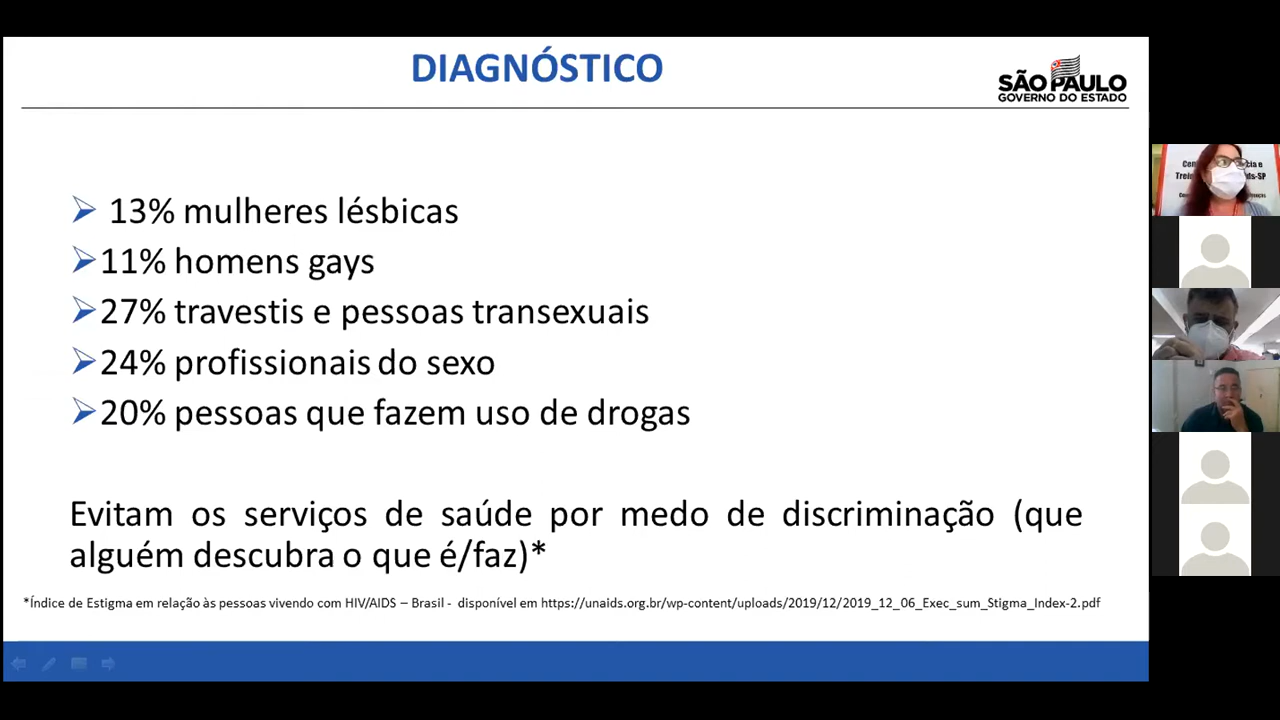 DIAGNÓSTICO
SÃO PAULO
GOVERNO DO ESTADO
13% mulheres lésbicas
11% homens gays
27% travestis e pessoas transexuais
24% profissionais do sexo
20% pessoas que fazem uso de drogas
Evitam os serviços de saúde por medo de discriminação (que
alguém descubra o que é/faz)*
*Índice de Estigma em relação às pessoas vivendo com HIV/AIDS – Brasil - disponível em https://unaids.org.br/wp-content/uploads/2019/12/2019_12_06_Exec_sum_Stigma_Index-2.pdf